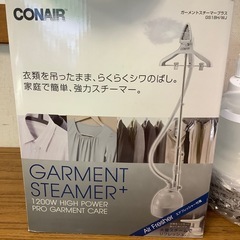 CONAIR
ガーメントスチーマープラス
衣類を吊ったまま、らくらくシワのばし。
家庭で簡単、強力スチーマー。
GARMENT
STEAMER+
1200W HIGH POWER
PRO GARMENT CARE
Air Fresher